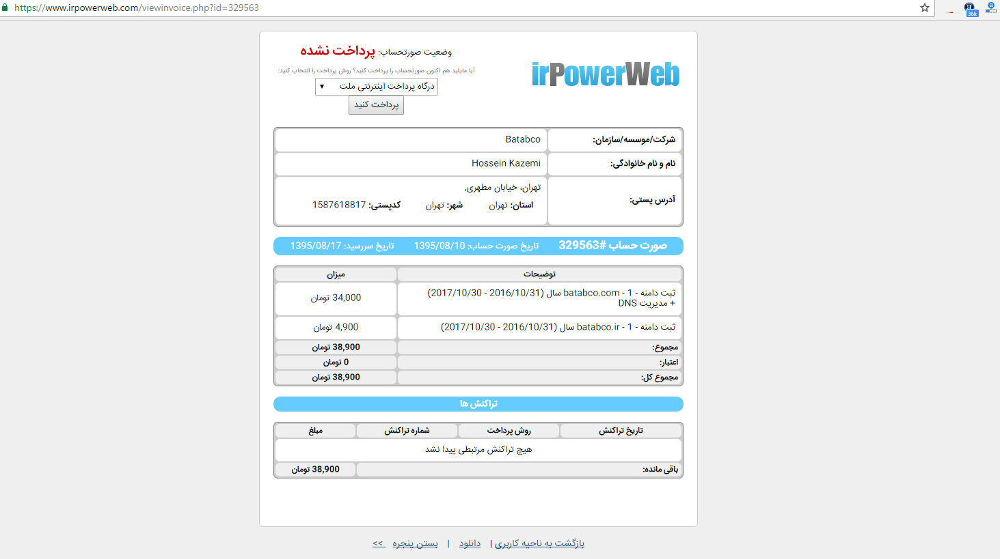 https://www.irpowerweb.com/viewinvoice.php?id=329563
a
36k
a
irPowerWeb
وضعیت صورتحساب: پرداخت نشده
آیا مایلید هم اکنون صورتحساب را پرداخت کنید؟ روش پرداخت را انتخاب کنید:
درگاه پرداخت اینترنتی ملت
پرداخت کنید
شرکت/موسسه/سازمان: Batabco
نام و نام خانوادگی: Hossein Kazemi
آدرس پستی: تهران، خیابان مطهری,
استان: تهران شهر: تهران کدپستی: 1587618817
صورت حساب #329563 تاریخ صورت حساب: 1395/08/10 تاریخ سررسید: 1395/08/17
توضیحات میزان
ثبت دامنه - batabco.com - 1 سال (2016/10/31 - 2017/10/30)
+ مدیریت DNS
34,000 تومان
ثبت دامنه - batabco.ir - 1 سال (2016/10/31 - 2017/10/30) 4,900 تومان
مجموع: 38,900 تومان
اعتبار: 0 تومان
مجموع کل: 38,900 تومان
تراکنش ها
تاریخ تراکنش روش پرداخت شماره تراکنش مبلغ
هیچ تراکنش مرتبطی پیدا نشد
باقی مانده: 38,900 تومان
بازگشت به ناحیه کاربری | دانلود | بستن پنجره >>